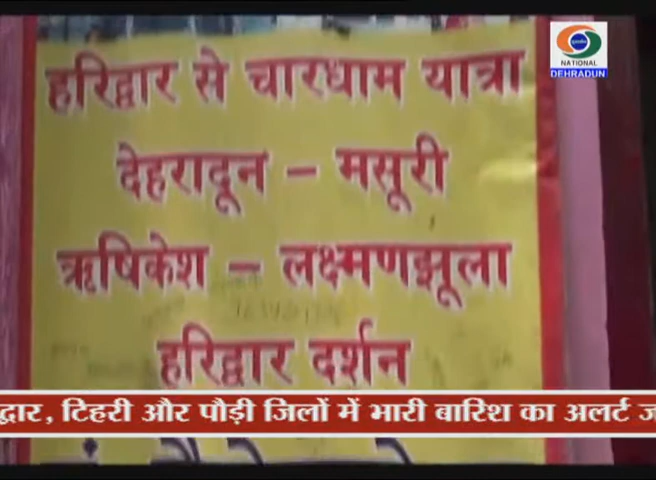 हरिद्वार से चारधाम यात्रा
NATIONAL
DEHRADUN
देहरादून – मसूरी
ऋषिकेश – लक्ष्मणझूला
हरिद्वार दर्शन
टिहरी और पौड़ी जिलों में भारी बारिश का अलर्ट